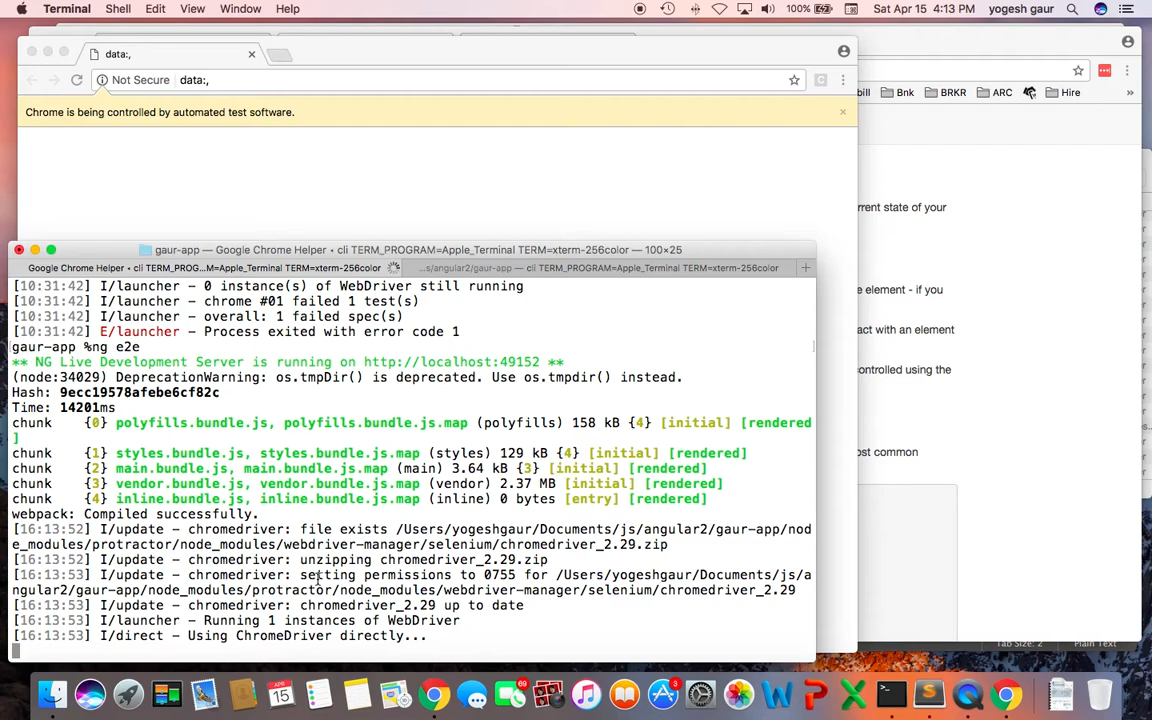 Terminal Shell Edit View Window Help 100% Sat Apr 15 4:13 PM yogesh gaur
data:,
Not Secure data:,
bill Bnk BRKR ARC Hire »
Chrome is being controlled by automated test software.
rrent state of your
e element - if you
act with an element
ontrolled using the
ost common
gaur-app — Google Chrome Helper • cli TERM_PROGRAM=Apple_Terminal TERM=xterm-256color — 100×25
Google Chrome Helper • cli TERM_PROG...M=Apple_Terminal TERM=xterm-256color
...s/angular2/gaur-app — cli TERM_PROGRAM=Apple_Terminal TERM=xterm-256color
[10:31:42] I/launcher - 0 instance(s) of WebDriver still running
[10:31:42] I/launcher - chrome #01 failed 1 test(s)
[10:31:42] I/launcher - overall: 1 failed spec(s)
[10:31:42] E/launcher - Process exited with error code 1
gaur-app %ng e2e
** NG Live Development Server is running on http://localhost:49152 **
(node:34029) DeprecationWarning: os.tmpDir() is deprecated. Use os.tmpdir() instead.
Hash: 9ecc19578afebe6cf82c
Time: 14201ms
chunk {0} polyfills.bundle.js, polyfills.bundle.js.map (polyfills) 158 kB {4} [initial] [rendered
]
chunk {1} styles.bundle.js, styles.bundle.js.map (styles) 129 kB {4} [initial] [rendered]
chunk {2} main.bundle.js, main.bundle.js.map (main) 3.64 kB {3} [initial] [rendered]
chunk {3} vendor.bundle.js, vendor.bundle.js.map (vendor) 2.37 MB [initial] [rendered]
chunk {4} inline.bundle.js, inline.bundle.js.map (inline) 0 bytes [entry] [rendered]
webpack: Compiled successfully.
[16:13:52] I/update - chromedriver: file exists /Users/yogeshgaur/Documents/js/angular2/gaur-app/nod
e_modules/protractor/node_modules/webdriver-manager/selenium/chromedriver_2.29.zip
[16:13:52] I/update - chromedriver: unzipping chromedriver_2.29.zip
[16:13:53] I/update - chromedriver: setting permissions to 0755 for /Users/yogeshgaur/Documents/js/a
ngular2/gaur-app/node_modules/protractor/node_modules/webdriver-manager/selenium/chromedriver_2.29
[16:13:53] I/update - chromedriver: chromedriver_2.29 up to date
[16:13:53] I/launcher - Running 1 instances of WebDriver
[16:13:53] I/direct - Using ChromeDriver directly...
Tab Size: 2 Plain Text
APR
15
69
3